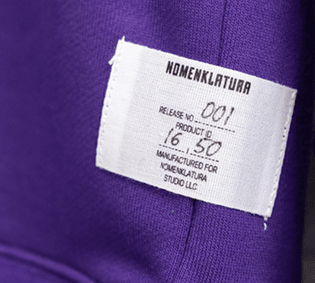 NOMENKLATURA
RELEASE NO 001
PRODUCT ID
16.50
MANUFACTURED FOR
NOMENKLATURA
STUDIO LLC